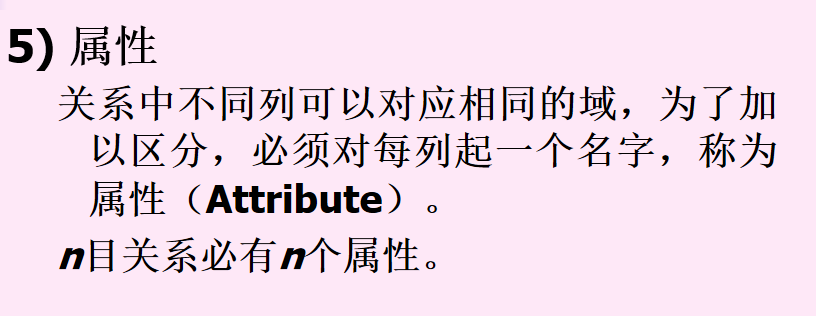 5) 属性
关系中不同列可以对应相同的域，为了加
以区分，必须对每列起一个名字，称为
属性（Attribute）。
n目关系必有n个属性。